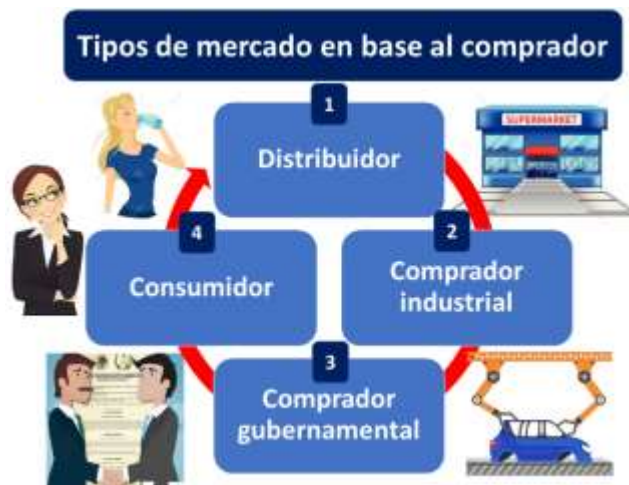 Tipos de mercado en base al comprador
1
Distribuidor
SUPERMARKET
2
Comprador
industrial
3
Comprador
gubernamental
4
Consumidor